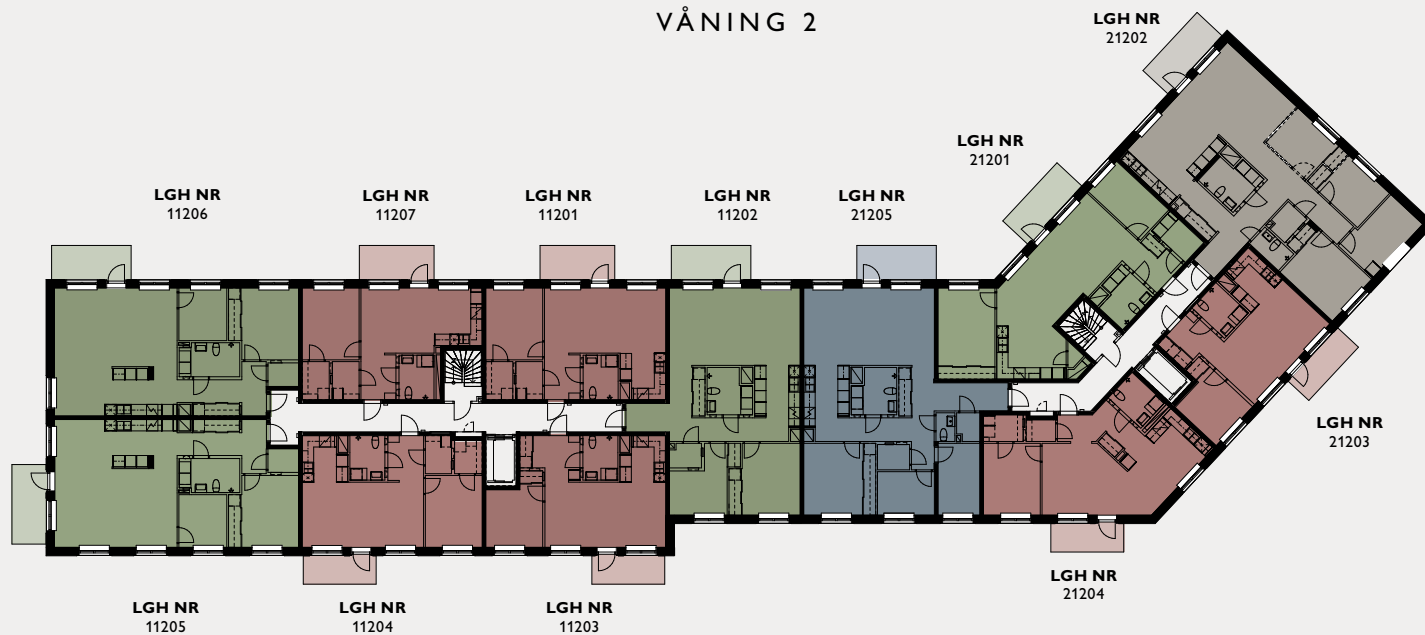 VÅNING 2
LGH NR
21202
LGH NR
21201
LGH NR
11206
LGH NR
11207
LGH NR
11201
LGH NR
11202
LGH NR
21205
LGH NR
21203
LGH NR
21204
LGH NR
11205
LGH NR
11204
LGH NR
11203